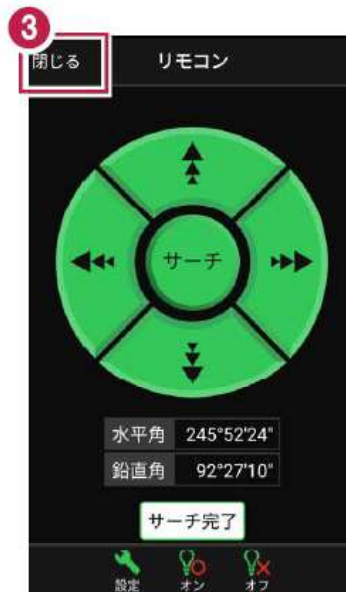 3
閉じる リモコン
サーチ
水平角 245°52'24"
鉛直角 92°27'10"
サーチ完了
設定 オン オフ